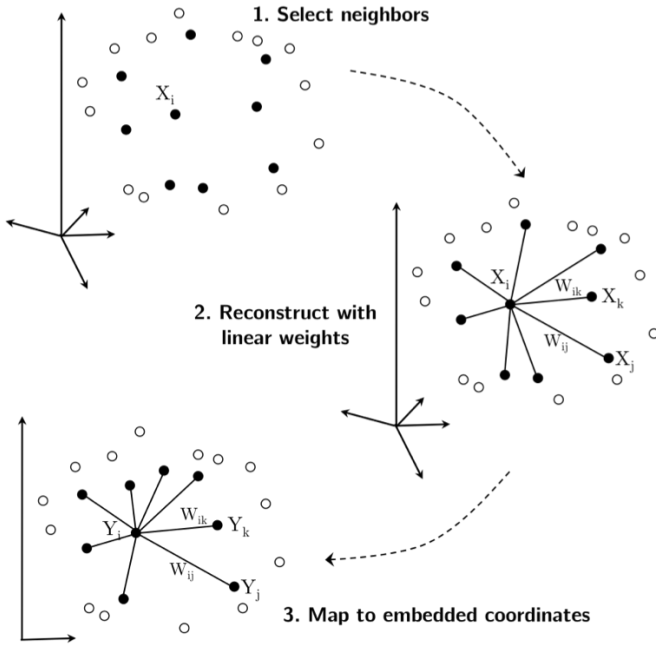 1. Select neighbors
X_i
X_i
W_ik
X_k
2. Reconstruct with
linear weights
W_ij
X_j
Y_i
W_ik
Y_k
W_ij
Y_j
3. Map to embedded coordinates